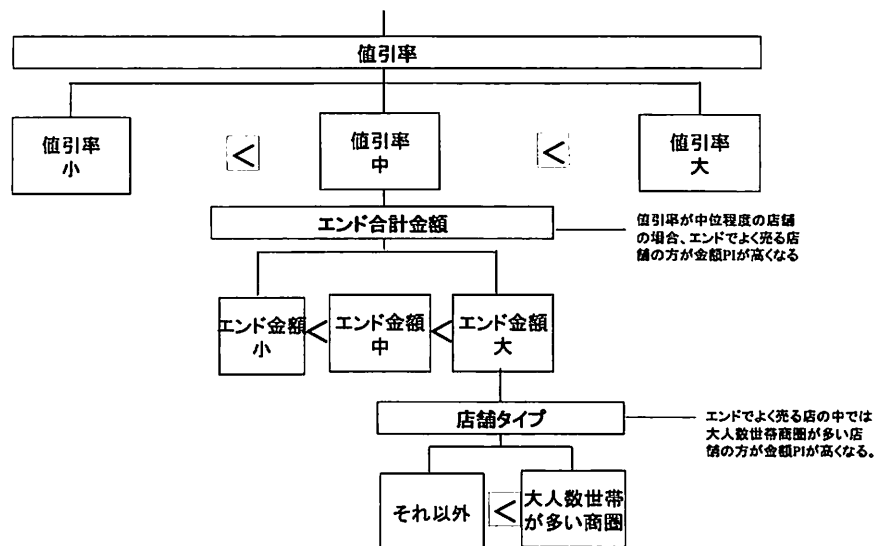 値引率
値引率
小
<
値引率
中
<
値引率
大
エンド合計金額
値引率が中位程度の店舗
の場合、エンドでよく売る店
舗の方が金額PIが高くなる
エンド金額
小
<
エンド金額
中
<
エンド金額
大
店舗タイプ
エンドでよく売る店の中では
大人数世帯商圏が多い店
舗の方が金額PIが高くなる。
それ以外
<
大人数世帯
が多い商圏